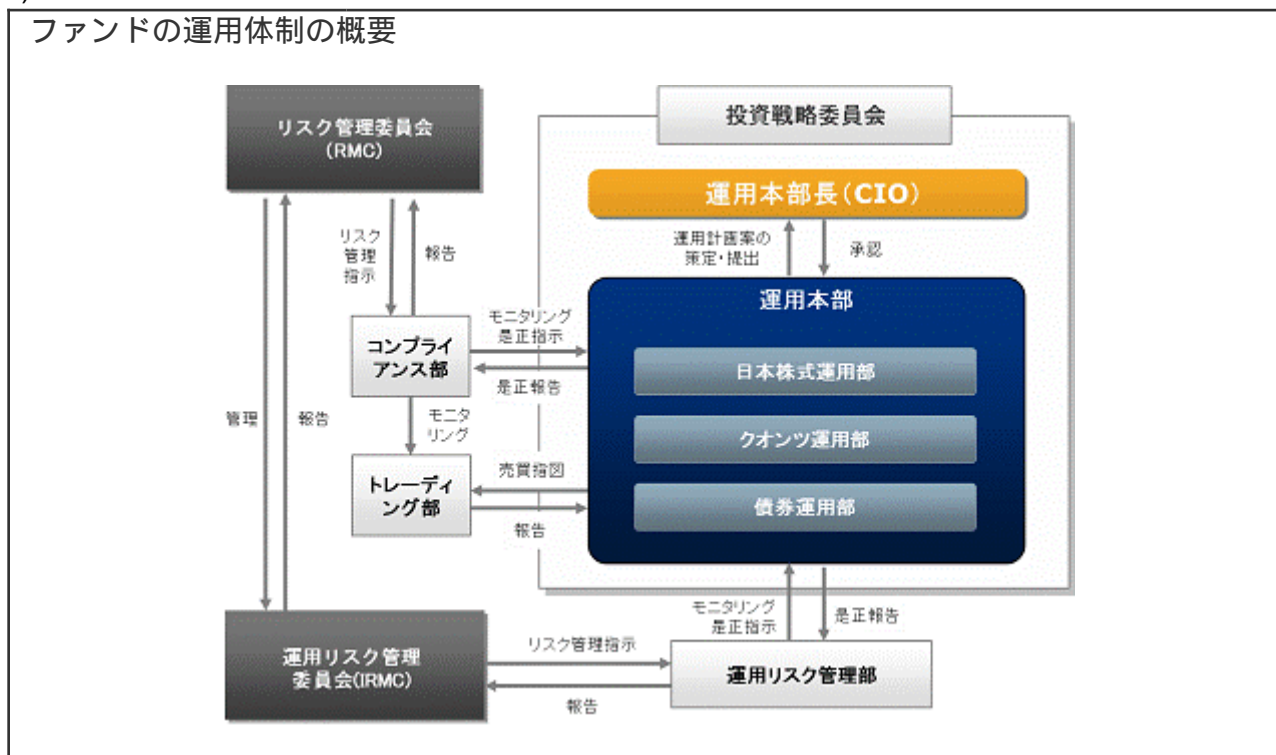 ファンドの運用体制の概要
リスク管理委員会
(RMC)
投資戦略委員会
運用本部長(CIO)
運用計画案の
策定・提出
承認
リスク
管理
指示
報告
運用本部
モニタリング
是正指示
コンプライ
アンス部
是正報告
日本株式運用部
管理
報告
モニタ
リング
クオンツ運用部
売買指図
トレーディ
ング部
債券運用部
報告
モニタリング
是正指示
是正報告
運用リスク管理
委員会(IRMC)
リスク管理指示
運用リスク管理部
報告